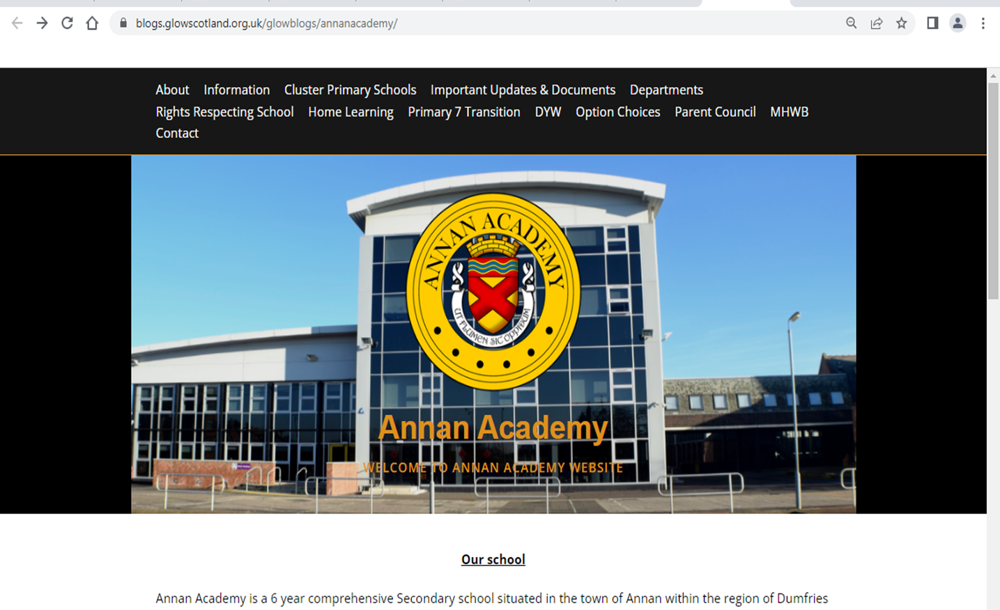 blogs.glowscotland.org.uk/glowblogs/annanacademy/
About Information Cluster Primary Schools Important Updates & Documents Departments
Rights Respecting School Home Learning Primary 7 Transition DYW Option Choices Parent Council MHWB
Contact
ANNAN ACADEMY
UT FLUMEN SIC OPPIDUM
Annan Academy
WELCOME TO ANNAN ACADEMY WEBSITE
Our school
Annan Academy is a 6 year comprehensive Secondary school situated in the town of Annan within the region of Dumfries